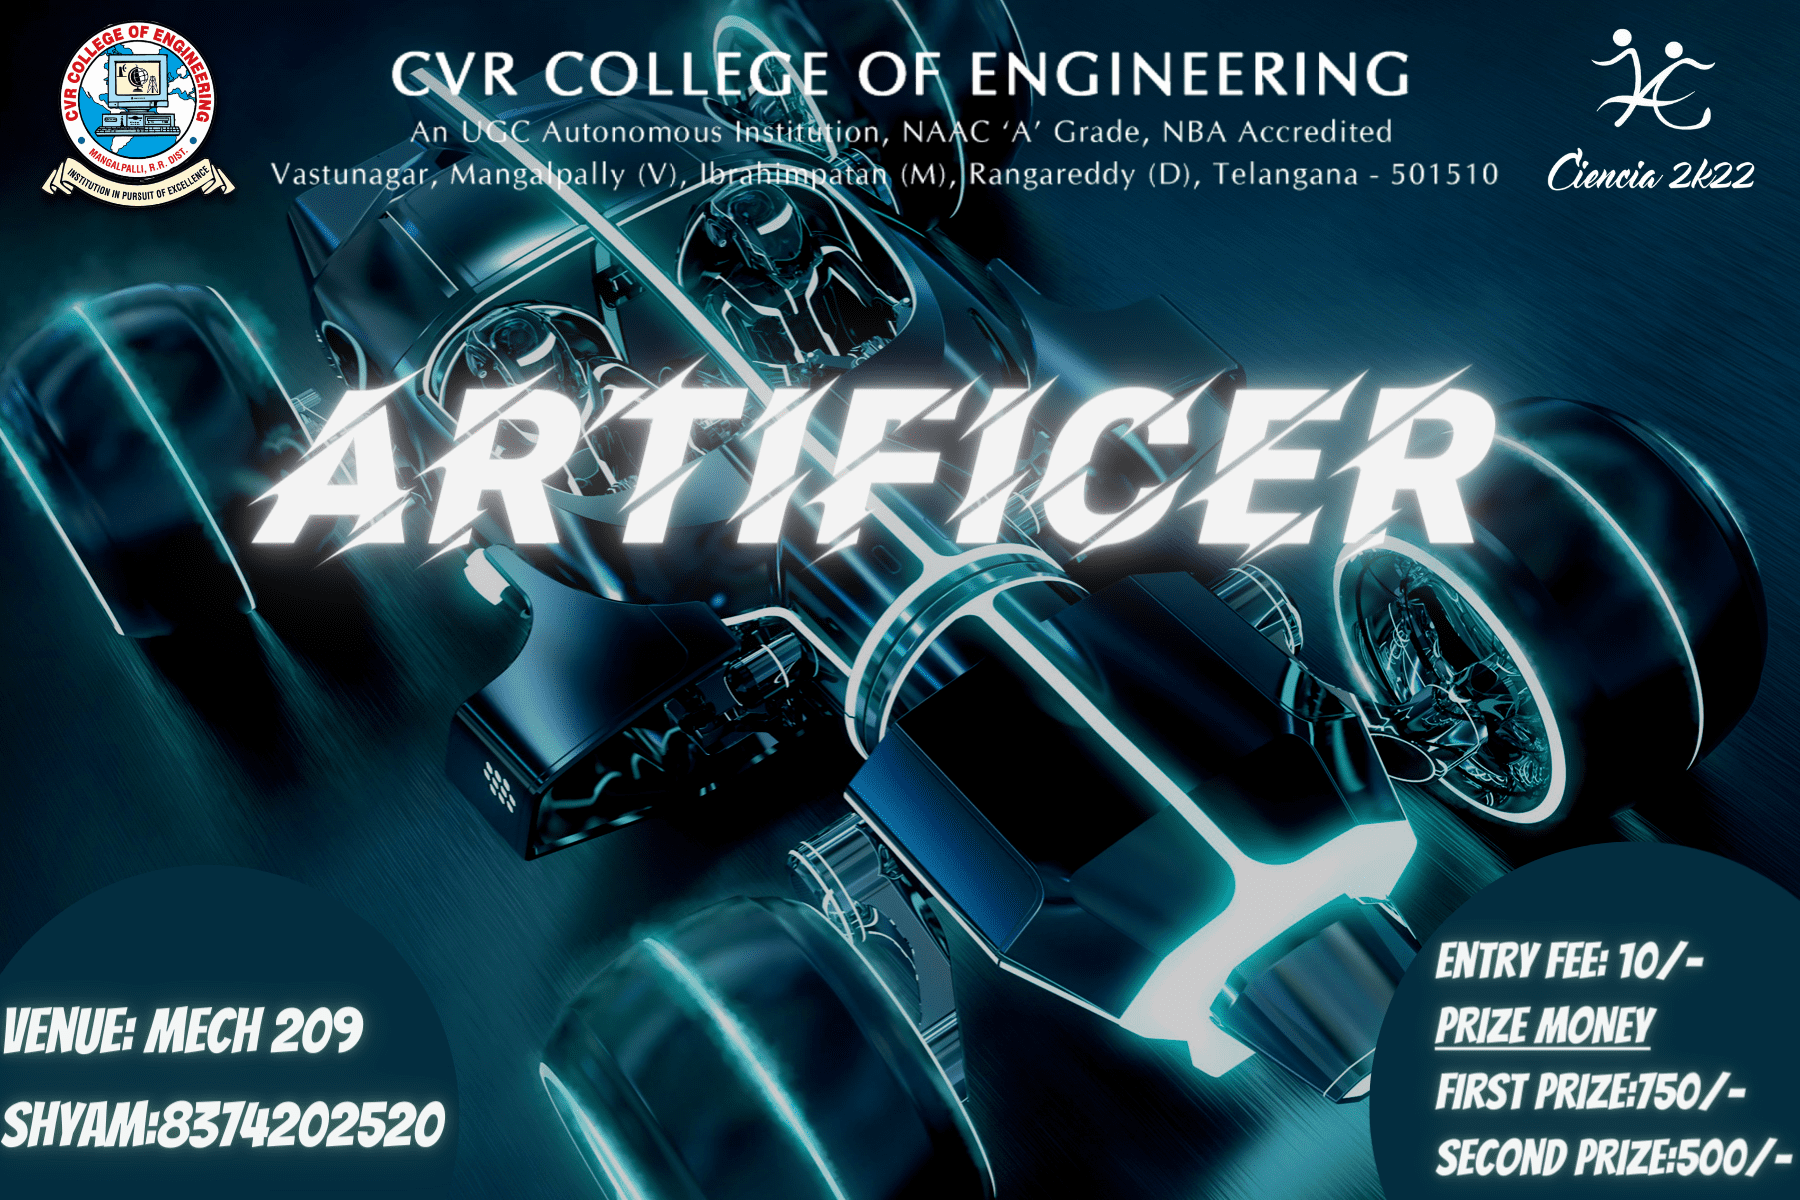 CVR COLLEGE OF ENGINEERING
MANGALPALLI, R.R. DIST.
INSTITUTION IN PURSUIT OF EXCELLENCE
CVR COLLEGE OF ENGINEERING
An UGC Autonomous Institution, NAAC ‘A’ Grade, NBA Accredited
Vastunagar, Mangalpally (V), Ibrahimpatan (M), Rangareddy (D), Telangana - 501510
Ciencia 2k22
ARTIFICER
VENUE: MECH 209
SHYAM:8374202520
ENTRY FEE: 10/-
PRIZE MONEY
FIRST PRIZE:750/-
SECOND PRIZE:500/-